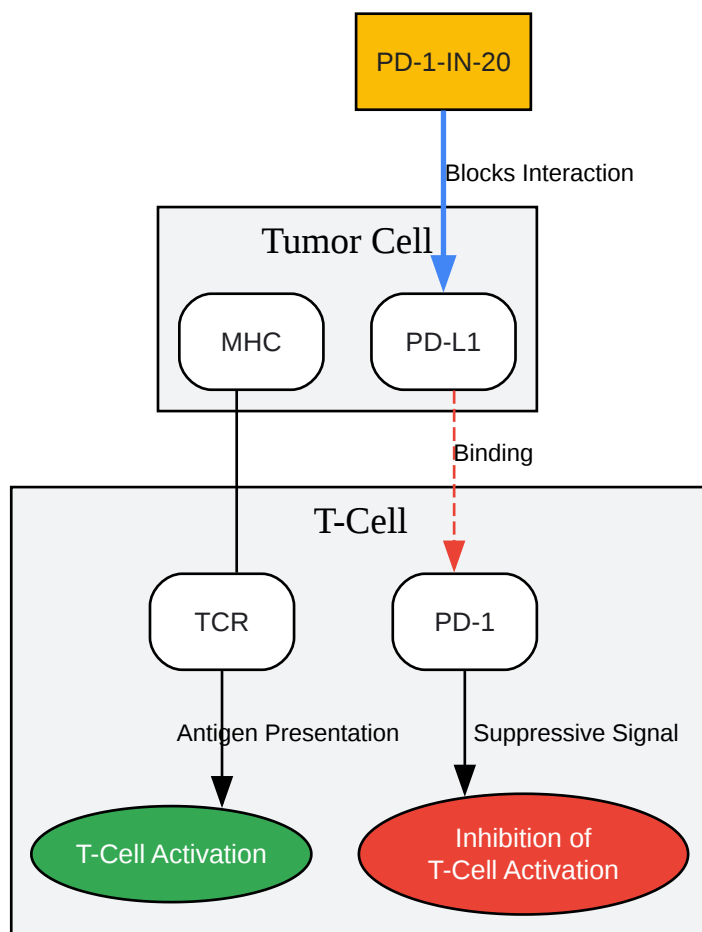 PD-1-IN-20
Blocks Interaction
Tumor Cell
MHC
PD-L1
Binding
T-Cell
TCR
PD-1
Antigen Presentation
Suppressive Signal
T-Cell Activation
Inhibition of
T-Cell Activation